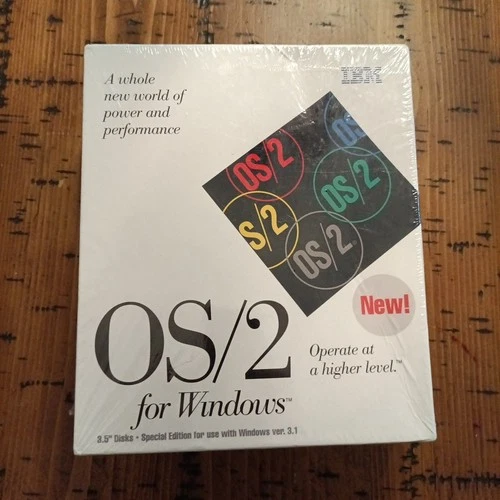 A whole
new world of
power and
performance
IBM
OS/2
OS/2
OS/2
S/2
OS/2
New!
OS/2
for Windows™
Operate at
a higher level.™
3.5" Disks • Special Edition for use with Windows ver. 3.1